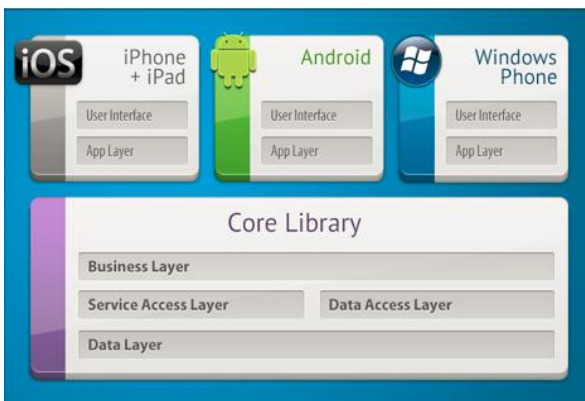 iOS
iPhone
+ iPad
User Interface
App Layer
Android
User Interface
App Layer
Windows
Phone
User Interface
App Layer
Core Library
Business Layer
Service Access Layer
Data Access Layer
Data Layer